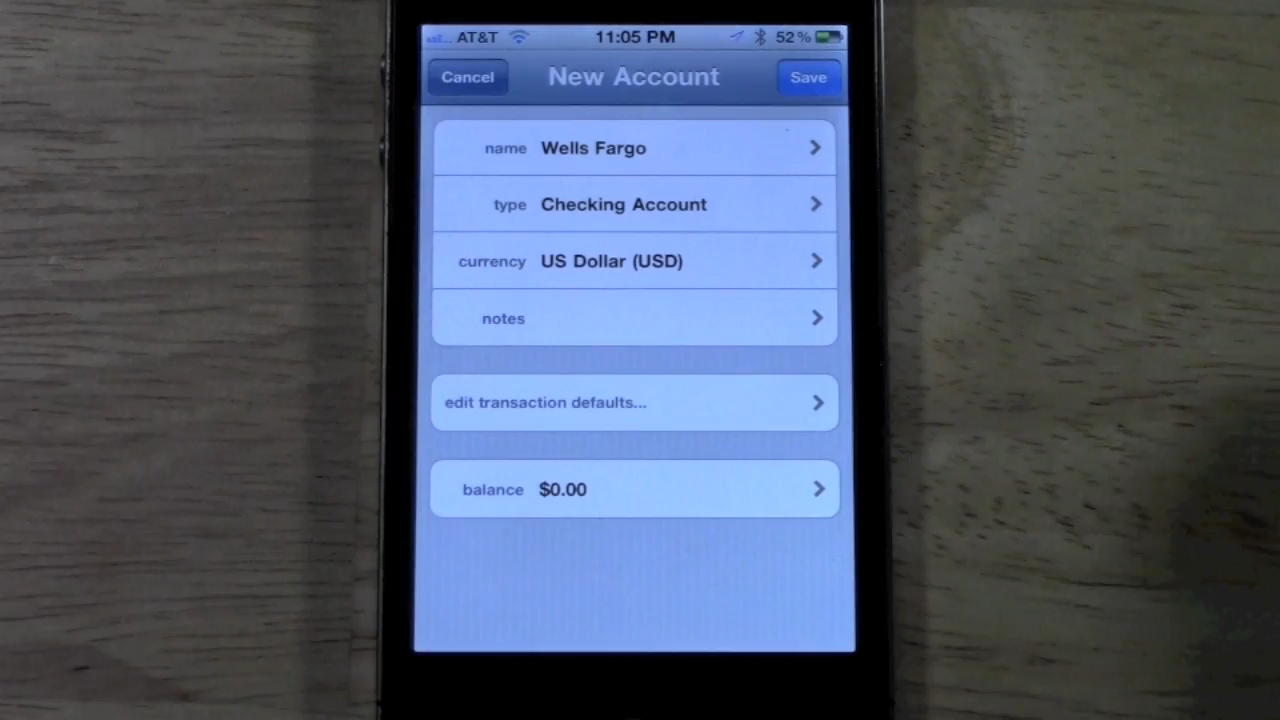 AT&T 11:05 PM 52%
Cancel New Account Save
name Wells Fargo
type Checking Account
currency US Dollar (USD)
notes
edit transaction defaults...
balance $0.00